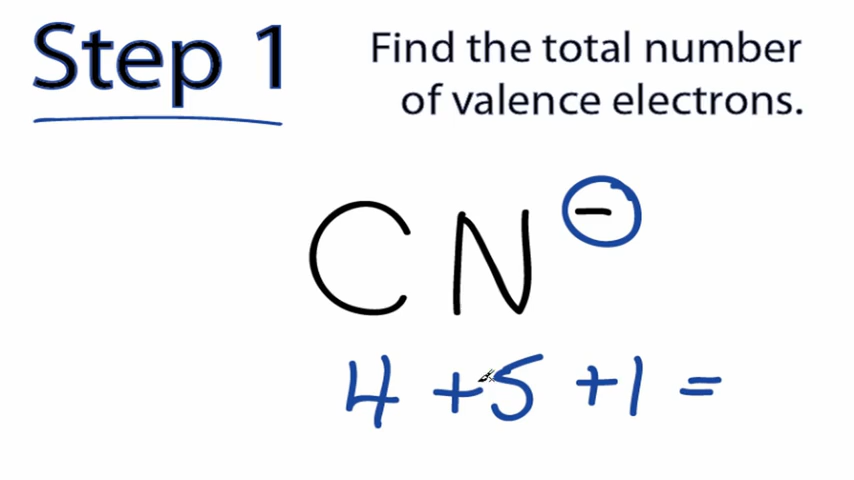 Step 1
Find the total number
of valence electrons.
CN⁻
4 +5 +1 =